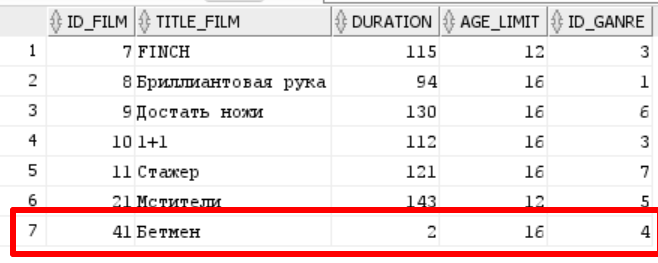 ID_FILM TITLE_FILM DURATION AGE_LIMIT ID_GANRE
1 7 FINCH 115 12 3
2 8 Бриллиантовая рука 94 16 1
3 9 Достать ножи 130 16 6
4 10 1+1 112 16 3
5 11 Стажер 121 16 7
6 21 Мстители 143 12 5
7 41 Бетмен 2 16 4